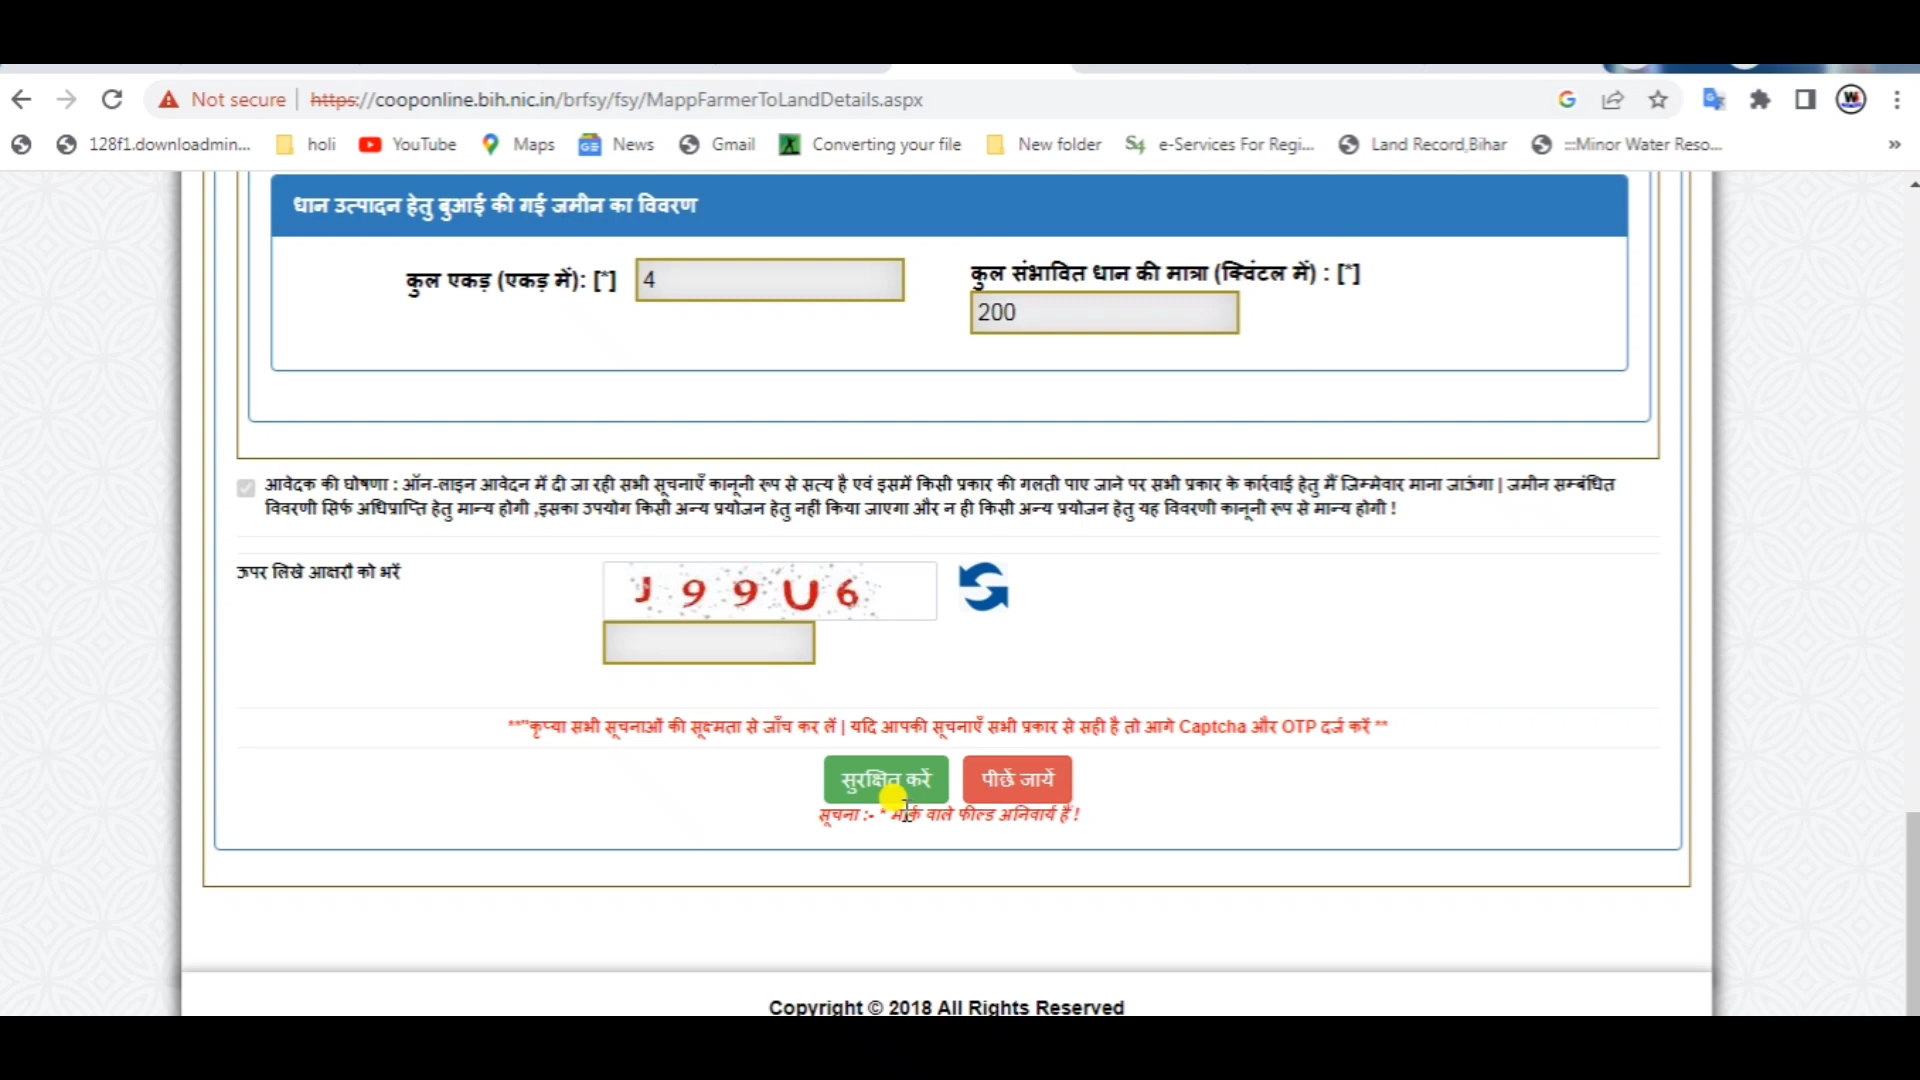 Not secure | https://cooponline.bih.nic.in/brfsy/fsy/MappFarmerToLandDetails.aspx
128f1.downloadmin... holi YouTube Maps News Gmail Converting your file New folder e-Services For Regi... Land Record,Bihar :::Minor Water Reso... »
धान उत्पादन हेतु बुआई की गई जमीन का विवरण
कुल एकड़ (एकड़ में): [*] 4
कुल संभावित धान की मात्रा (क्विंटल में) : [*]
200
आवेदक की घोषणा : ऑन-लाइन आवेदन में दी जा रही सभी सूचनाएँ कानूनी रूप से सत्य है एवं इसमें किसी प्रकार की गलती पाए जाने पर सभी प्रकार के कार्रवाई हेतु मैं जिम्मेवार माना जाऊंगा | जमीन सम्बंधित
विवरणी सिर्फ अधिप्राप्ति हेतु मान्य होगी ,इसका उपयोग किसी अन्य प्रयोजन हेतु नहीं किया जाएगा और न ही किसी अन्य प्रयोजन हेतु यह विवरणी कानूनी रूप से मान्य होगी !
ऊपर लिखे आक्षरौ को भरें
J 9 9 U 6
**"कृप्या सभी सूचनाओं की सूक्ष्मता से जाँच कर लें | यदि आपकी सूचनाएँ सभी प्रकार से सही है तो आगे Captcha और OTP दर्ज करें **
सुरक्षित करें पीछें जायें
सूचना :- * मार्क वाले फील्ड अनिवार्य हैं !
Copyright © 2018 All Rights Reserved